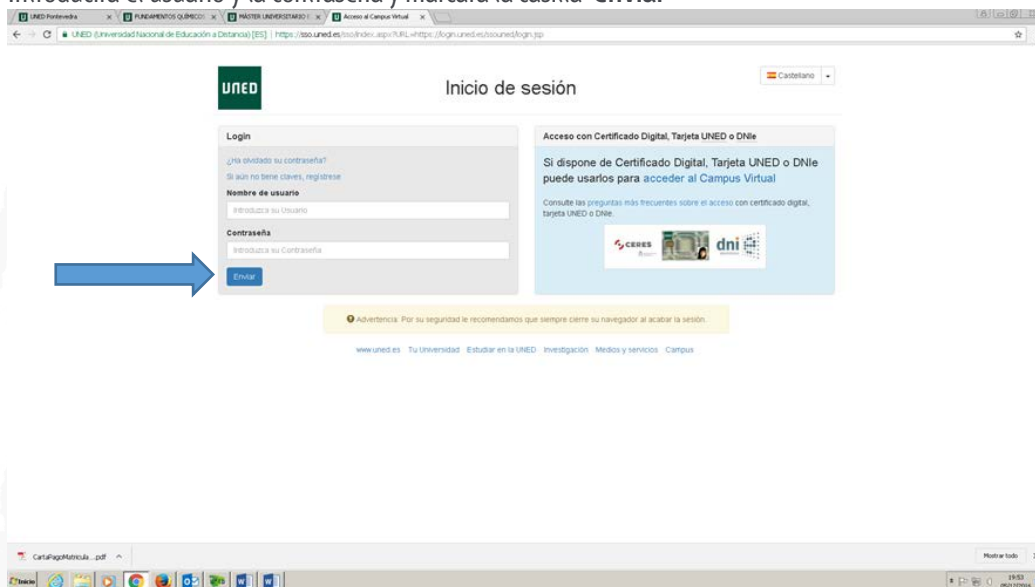 Introducirá el usuario y la contraseña y marcará la casilla "Enviar"
UNED Pontevedra
FUNDAMENTOS QUÍMICOS
MÁSTER UNIVERSITARIO
Acceso al Campus Virtual
UNED (Universidad Nacional de Educación a Distancia) [ES] https://sso.uned.es/sso/index.aspx?URL=https://login.uned.es/ssouned/login.jsp
UNED
Inicio de sesión
Castellano
Login
¿Ha olvidado su contraseña?
Si aún no tiene claves, regístrese
Nombre de usuario
Introduzca su Usuario
Contraseña
Introduzca su Contraseña
Enviar
Acceso con Certificado Digital, Tarjeta UNED o DNIe
Si dispone de Certificado Digital, Tarjeta UNED o DNIe
puede usarlos para acceder al Campus Virtual
Consulte las preguntas más frecuentes sobre el acceso con certificado digital,
tarjeta UNED o DNIe.
CERES
dni e
Advertencia: Por su seguridad le recomendamos que siempre cierre su navegador al acabar la sesión.
www.uned.es Tu Universidad Estudiar en la UNED Investigación Medios y servicios Campus
CartaPagoMatricula....pdf
Mostrar todo
Inicio
19:53